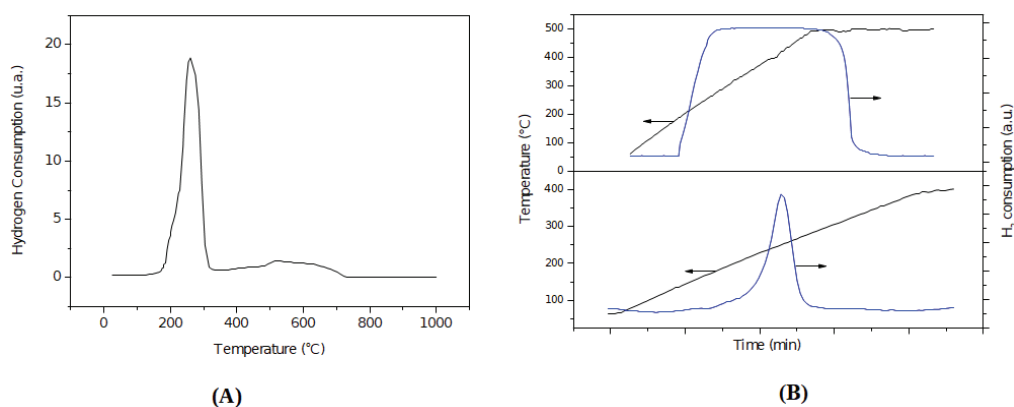 20
15
10
5
0
Hydrogen Consumption (u.a.)
0 200 400 600 800 1000
Temperature (°C)
(A)
500
400
300
200
100
0
400
300
200
100
Temperature (°C)
H, consumption (a.u.)
Time (min)
(B)